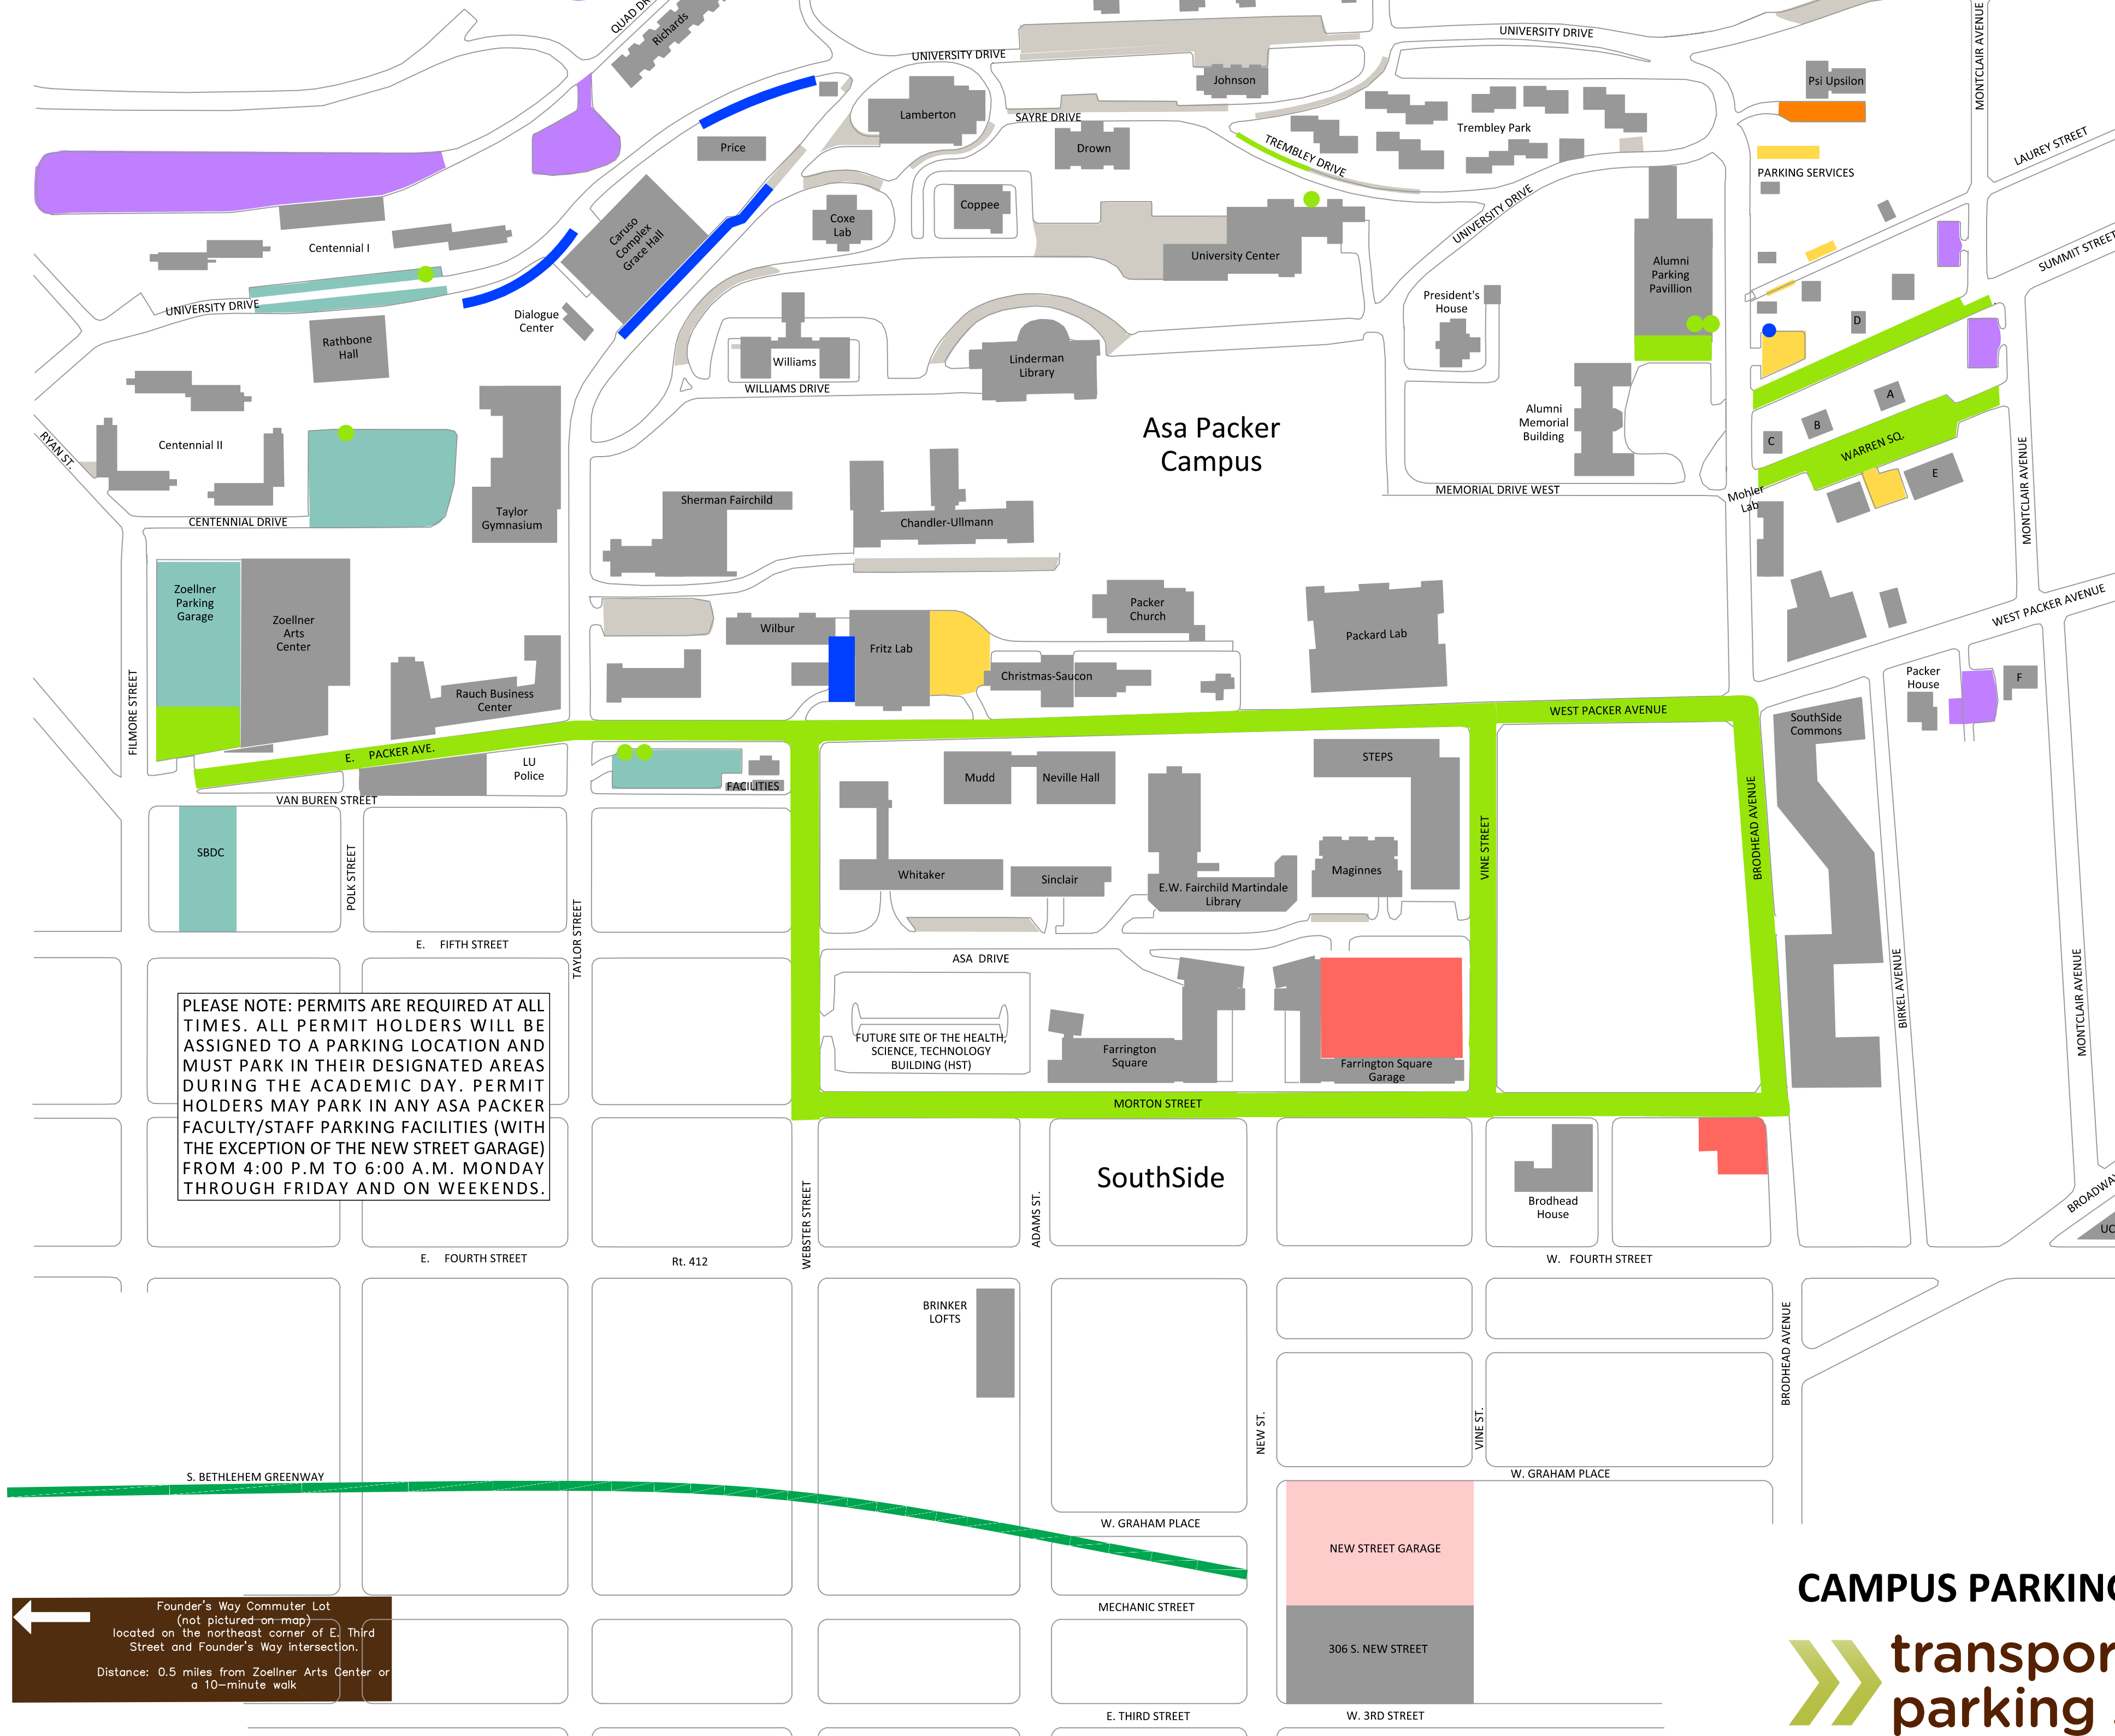 QUAD DR
Richards
UNIVERSITY DRIVE
UNIVERSITY DRIVE
MONTCLAIR AVENUE
Johnson
Psi Upsilon
Lamberton
SAYRE DRIVE
Price
Drown
TREMBLEY DRIVE
Trembley Park
LAUREY STREET
PARKING SERVICES
Caruso
Complex
Grace Hall
Coxe
Lab
Coppee
UNIVERSITY DRIVE
Centennial I
University Center
Alumni
Parking
Pavillion
SUMMIT STREET
UNIVERSITY DRIVE
Dialogue
Center
President's
House
Rathbone
Hall
Williams
Linderman
Library
D
WILLIAMS DRIVE
A
Asa Packer
Campus
Alumni
Memorial
Building
B
C
WARREN SQ.
E
RYAN ST.
Centennial II
MONTCLAIR AVENUE
Sherman Fairchild
MEMORIAL DRIVE WEST
Mohler
Lab
CENTENNIAL DRIVE
Taylor
Gymnasium
Chandler-Ullmann
Zoellner
Parking
Garage
Zoellner
Arts
Center
Packer
Church
WEST PACKER AVENUE
Wilbur
Fritz Lab
Packard Lab
Christmas-Saucon
Packer
House
F
FILMORE STREET
Rauch Business
Center
WEST PACKER AVENUE
SouthSide
Commons
E. PACKER AVE.
LU
Police
FACILITIES
Mudd
Neville Hall
STEPS
VAN BUREN STREET
SBDC
POLK STREET
VINE STREET
BRODHEAD AVENUE
Whitaker
Sinclair
E.W. Fairchild Martindale
Library
Maginnes
TAYLOR STREET
E. FIFTH STREET
ASA DRIVE
BIRKEL AVENUE
MONTCLAIR AVENUE
PLEASE NOTE: PERMITS ARE REQUIRED AT ALL
TIMES. ALL PERMIT HOLDERS WILL BE
ASSIGNED TO A PARKING LOCATION AND
MUST PARK IN THEIR DESIGNATED AREAS
DURING THE ACADEMIC DAY. PERMIT
HOLDERS MAY PARK IN ANY ASA PACKER
FACULTY/STAFF PARKING FACILITIES (WITH
THE EXCEPTION OF THE NEW STREET GARAGE)
FROM 4:00 P.M TO 6:00 A.M. MONDAY
THROUGH FRIDAY AND ON WEEKENDS.
FUTURE SITE OF THE HEALTH,
SCIENCE, TECHNOLOGY
BUILDING (HST)
Farrington
Square
Farrington Square
Garage
MORTON STREET
SouthSide
WEBSTER STREET
ADAMS ST.
Brodhead
House
BROADWAY
UC
E. FOURTH STREET
Rt. 412
W. FOURTH STREET
BRINKER
LOFTS
BRODHEAD AVENUE
NEW ST.
VINE ST.
S. BETHLEHEM GREENWAY
W. GRAHAM PLACE
W. GRAHAM PLACE
NEW STREET GARAGE
CAMPUS PARKING
Founder's Way Commuter Lot
(not pictured on map)
located on the northeast corner of E. Third
Street and Founder's Way intersection.
Distance: 0.5 miles from Zoellner Arts Center or
a 10-minute walk
MECHANIC STREET
306 S. NEW STREET
transpor
parking
E. THIRD STREET
W. 3RD STREET